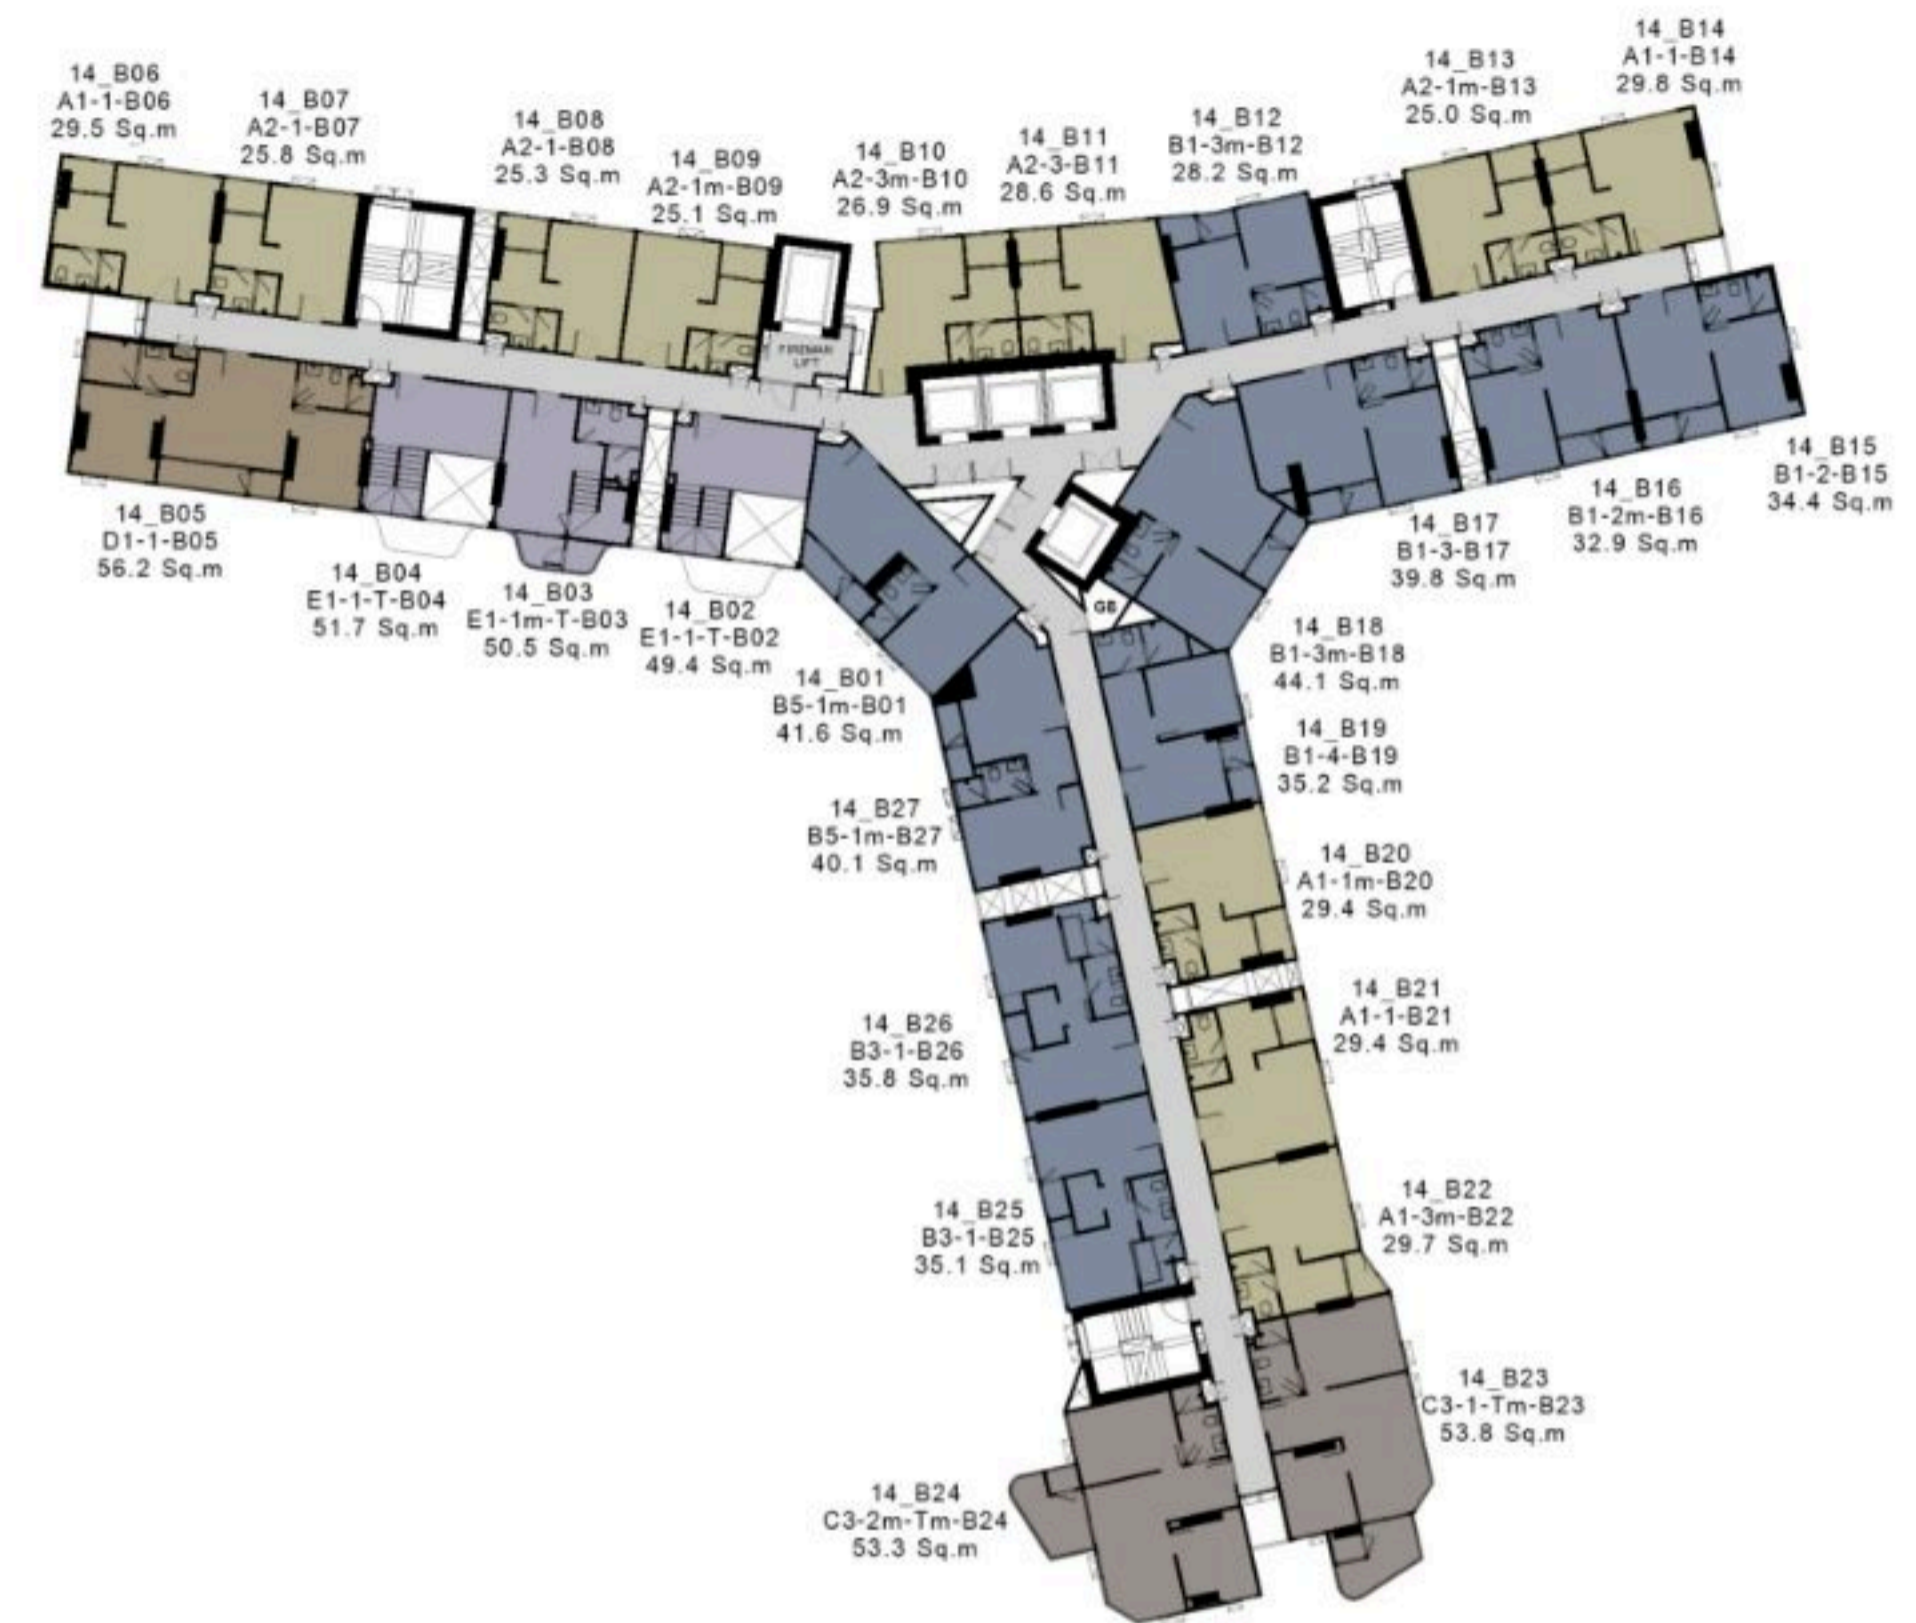 14_B06
A1-1-B06
29.5 Sq.m
14_B07
A2-1-B07
25.8 Sq.m
14_B08
A2-1-B08
25.3 Sq.m
14_B09
A2-1m-B09
25.1 Sq.m
14_B10
A2-3m-B10
26.9 Sq.m
14_B11
A2-3-B11
28.6 Sq.m
14_B12
B1-3m-B12
28.2 Sq.m
14_B13
A2-1m-B13
25.0 Sq.m
14_B14
A1-1-B14
29.8 Sq.m
FIREMAN
LIFT
14_B05
D1-1-B05
56.2 Sq.m
14_B04
E1-1-T-B04
51.7 Sq.m
14_B03
E1-1m-T-B03
50.5 Sq.m
14_B02
E1-1-T-B02
49.4 Sq.m
14_B01
B5-1m-B01
41.6 Sq.m
GB
14_B15
B1-2-B15
34.4 Sq.m
14_B16
B1-2m-B16
32.9 Sq.m
14_B17
B1-3-B17
39.8 Sq.m
14_B18
B1-3m-B18
44.1 Sq.m
14_B19
B1-4-B19
35.2 Sq.m
14_B27
B5-1m-B27
40.1 Sq.m
14_B20
A1-1m-B20
29.4 Sq.m
14_B21
A1-1-B21
29.4 Sq.m
14_B26
B3-1-B26
35.8 Sq.m
14_B22
A1-3m-B22
29.7 Sq.m
14_B25
B3-1-B25
35.1 Sq.m
14_B23
C3-1-Tm-B23
53.8 Sq.m
14_B24
C3-2m-Tm-B24
53.3 Sq.m